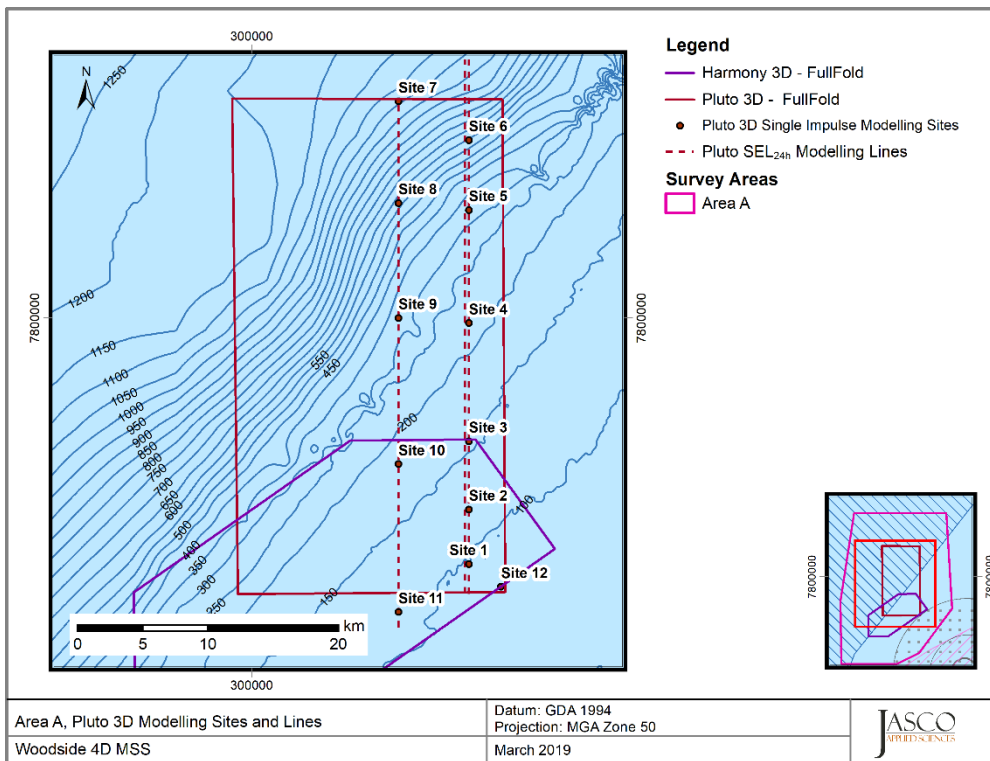 300000
1250
N
Site 7
Site 6
Site 8
Site 5
1200
7800000
Site 9
Site 4
7800000
1150
550
450
1100
1050
1000
950
900
850
800
750
700
650
600
200
Site 3
Site 10
500
400
350
300
250
Site 2
100
Site 1
Site 12
150
Site 11
km
0 5 10 20
300000
Legend
Harmony 3D - FullFold
Pluto 3D - FullFold
Pluto 3D Single Impulse Modelling Sites
Pluto SEL24h Modelling Lines
Survey Areas
Area A
7800000
7800000
Area A, Pluto 3D Modelling Sites and Lines
Woodside 4D MSS
Datum: GDA 1994
Projection: MGA Zone 50
March 2019
JASCO
APPLIED SCIENCES